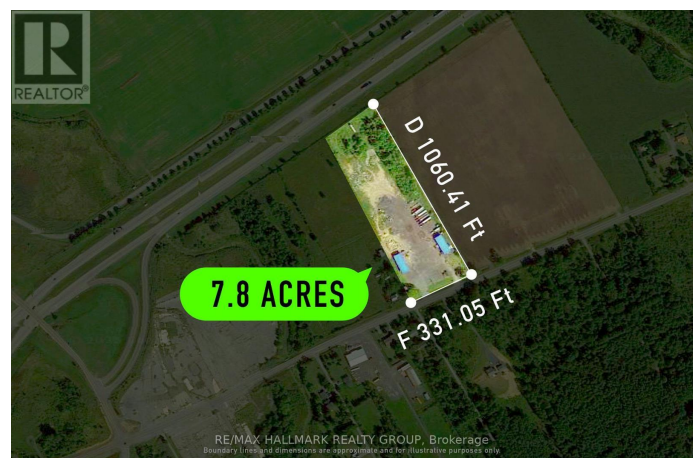 R
REALTOR®
D 1060.41 Ft
7.8 ACRES
F 331.05 Ft
RE/MAX HALLMARK REALTY GROUP, Brokerage
Boundary lines and dimensions are approximate and for illustrative purposes only.